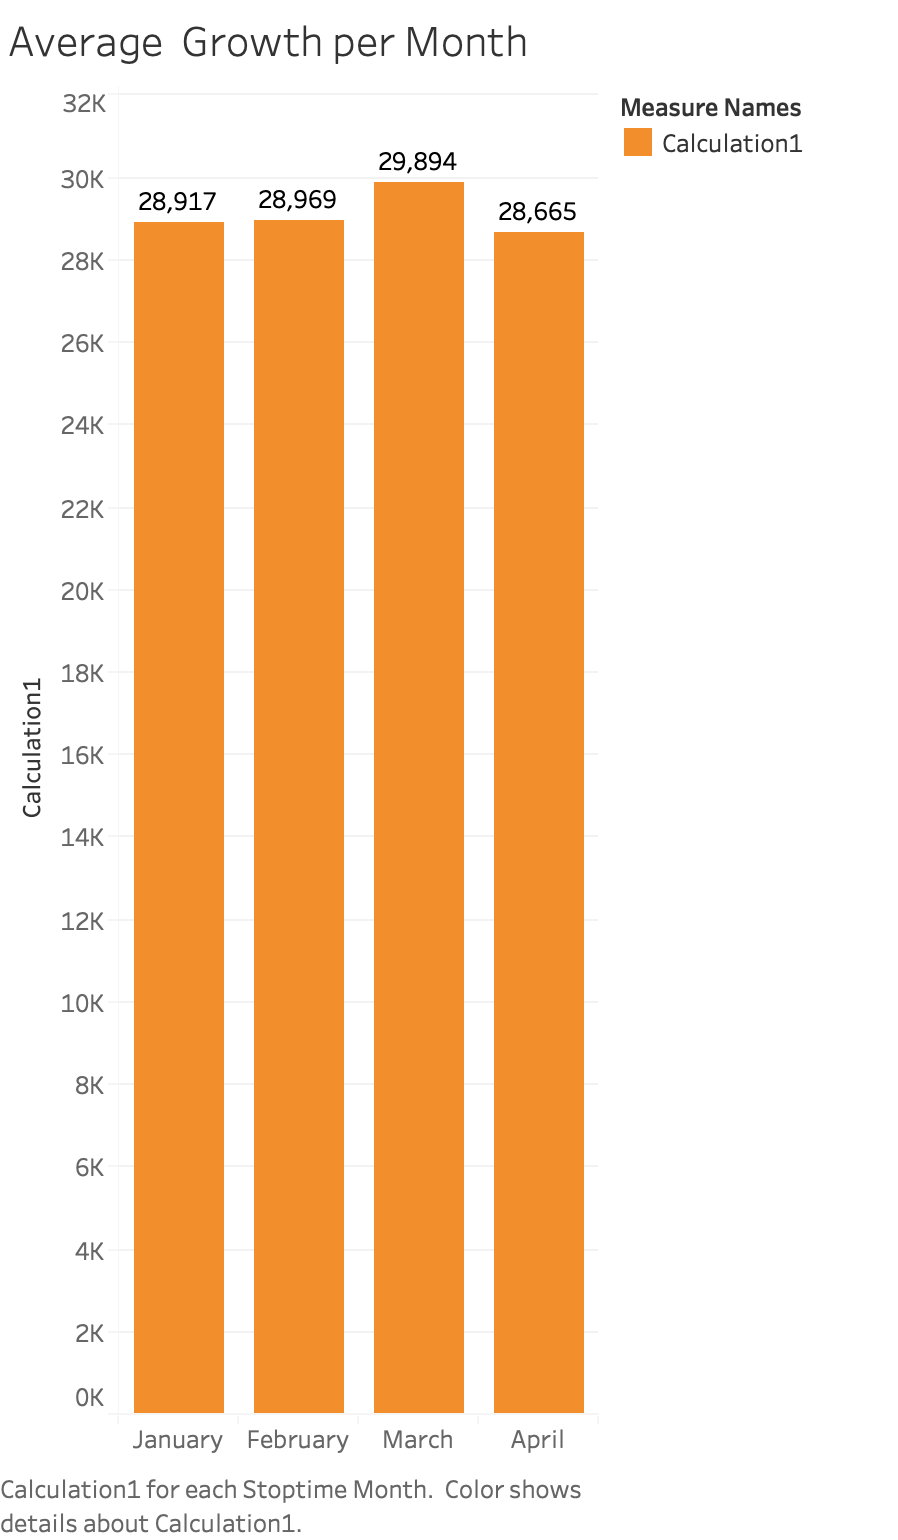 Average  Growth per Month
Measure Names
Calculation1
32K
30K
28K
26K
24K
22K
20K
18K
16K
14K
12K
10K
8K
6K
4K
2K
0K
Calculation1
28,917
28,969
29,894
28,665
January February March April
Calculation1 for each Stoptime Month.  Color shows
details about Calculation1.